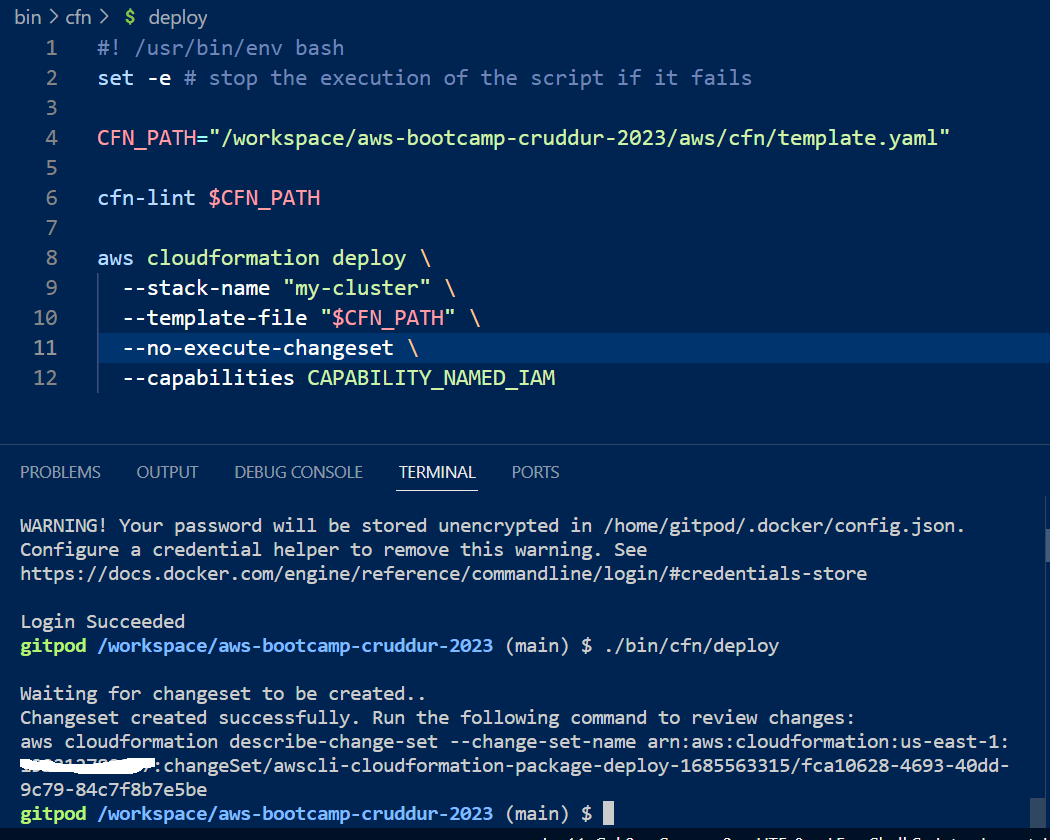 bin > cfn > $ deploy
1 #! /usr/bin/env bash
2 set -e # stop the execution of the script if it fails
3
4 CFN_PATH="/workspace/aws-bootcamp-cruddur-2023/aws/cfn/template.yaml"
5
6 cfn-lint $CFN_PATH
7
8 aws cloudformation deploy \
9 --stack-name "my-cluster" \
10 --template-file "$CFN_PATH" \
11 --no-execute-changeset \
12 --capabilities CAPABILITY_NAMED_IAM
PROBLEMS OUTPUT DEBUG CONSOLE TERMINAL PORTS
WARNING! Your password will be stored unencrypted in /home/gitpod/.docker/config.json.
Configure a credential helper to remove this warning. See
https://docs.docker.com/engine/reference/commandline/login/#credentials-store
Login Succeeded
gitpod /workspace/aws-bootcamp-cruddur-2023 (main) $ ./bin/cfn/deploy
Waiting for changeset to be created..
Changeset created successfully. Run the following command to review changes:
aws cloudformation describe-change-set --change-set-name arn:aws:cloudformation:us-east-1:
:changeSet/awscli-cloudformation-package-deploy-1685563315/fca10628-4693-40dd-
9c79-84c7f8b7e5be
gitpod /workspace/aws-bootcamp-cruddur-2023 (main) $